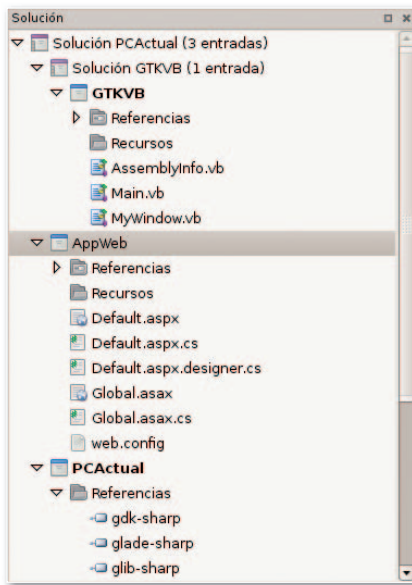 Solución
Solución PCActual (3 entradas)
Solución GTKVB (1 entrada)
GTKVB
Referencias
Recursos
AssemblyInfo.vb
Main.vb
MyWindow.vb
AppWeb
Referencias
Recursos
Default.aspx
Default.aspx.cs
Default.aspx.designer.cs
Global.asax
Global.asax.cs
web.config
PCActual
Referencias
gdk-sharp
glade-sharp
glib-sharp